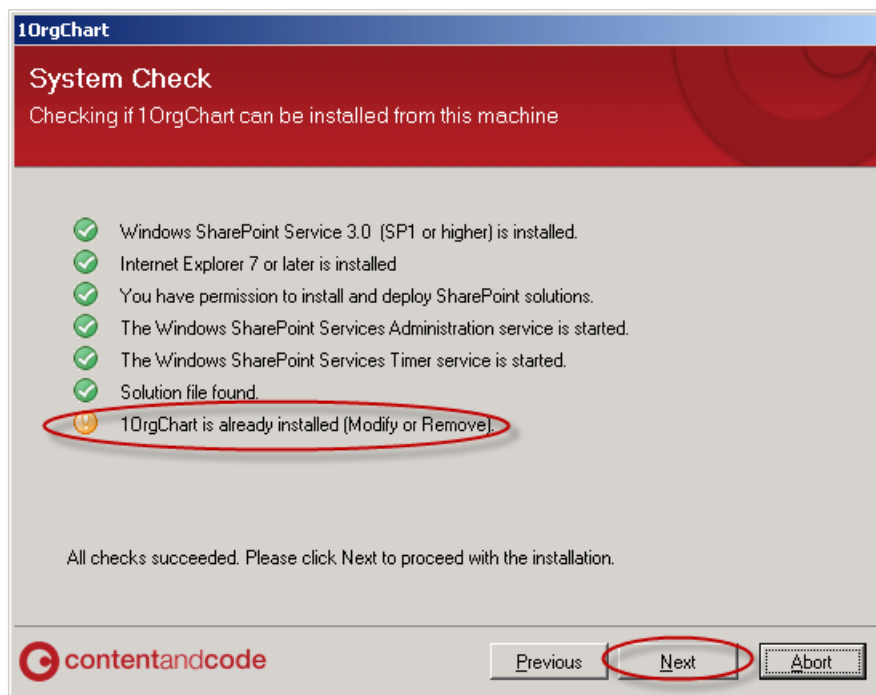 1OrgChart
System Check
Checking if 1OrgChart can be installed from this machine
Windows SharePoint Service 3.0 (SP1 or higher) is installed.
Internet Explorer 7 or later is installed
You have permission to install and deploy SharePoint solutions.
The Windows SharePoint Services Administration service is started.
The Windows SharePoint Services Timer service is started.
Solution file found.
1OrgChart is already installed (Modify or Remove).
All checks succeeded. Please click Next to proceed with the installation.
contentandcode
Previous
Next
Abort